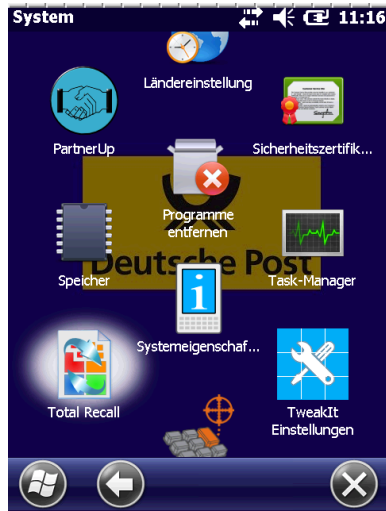 System 11:16
Ländereinstellung
PartnerUp
Sicherheitszertifik...
Programme
entfernen
Deutsche Post
Speicher
Task-Manager
Systemeigenschaf...
Total Recall
TweakIt
Einstellungen